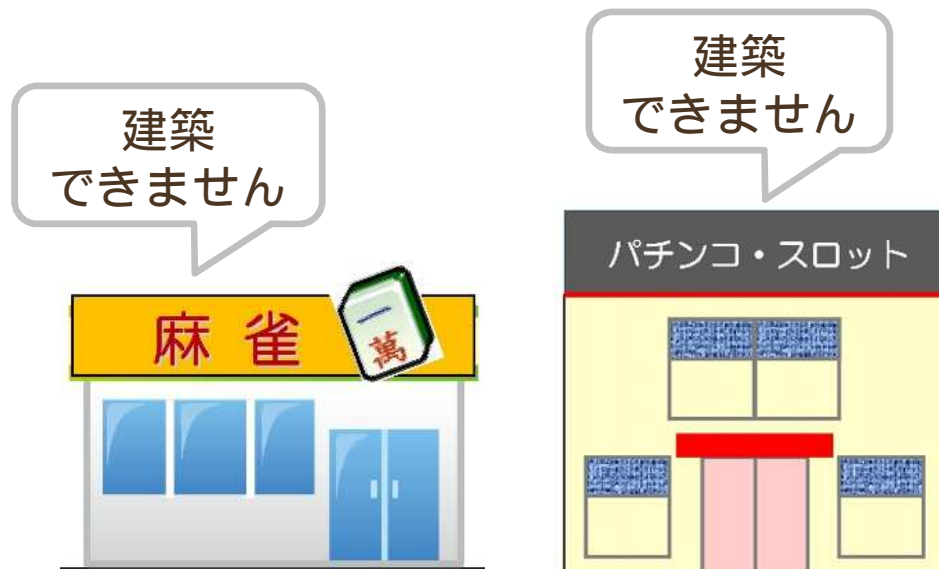 建築
できません
麻雀
一
萬
建築
できません
パチンコ・スロット